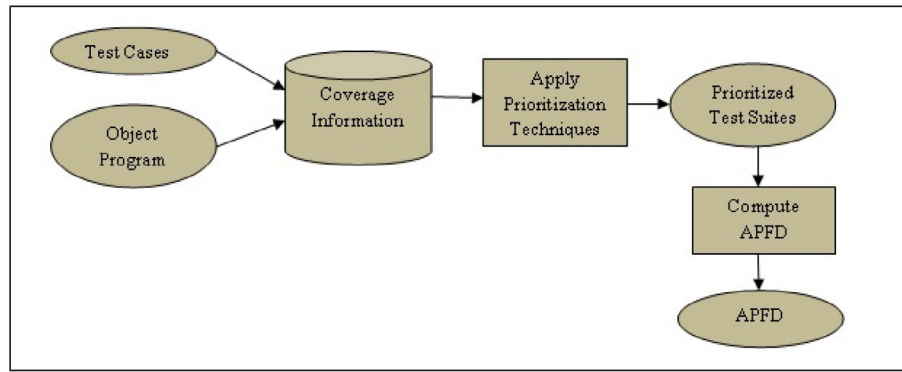 Test Cases
Object
Program
Coverage
Information
Apply
Prioritization
Techniques
Prioritized
Test Suites
Compute
APFD
APFD